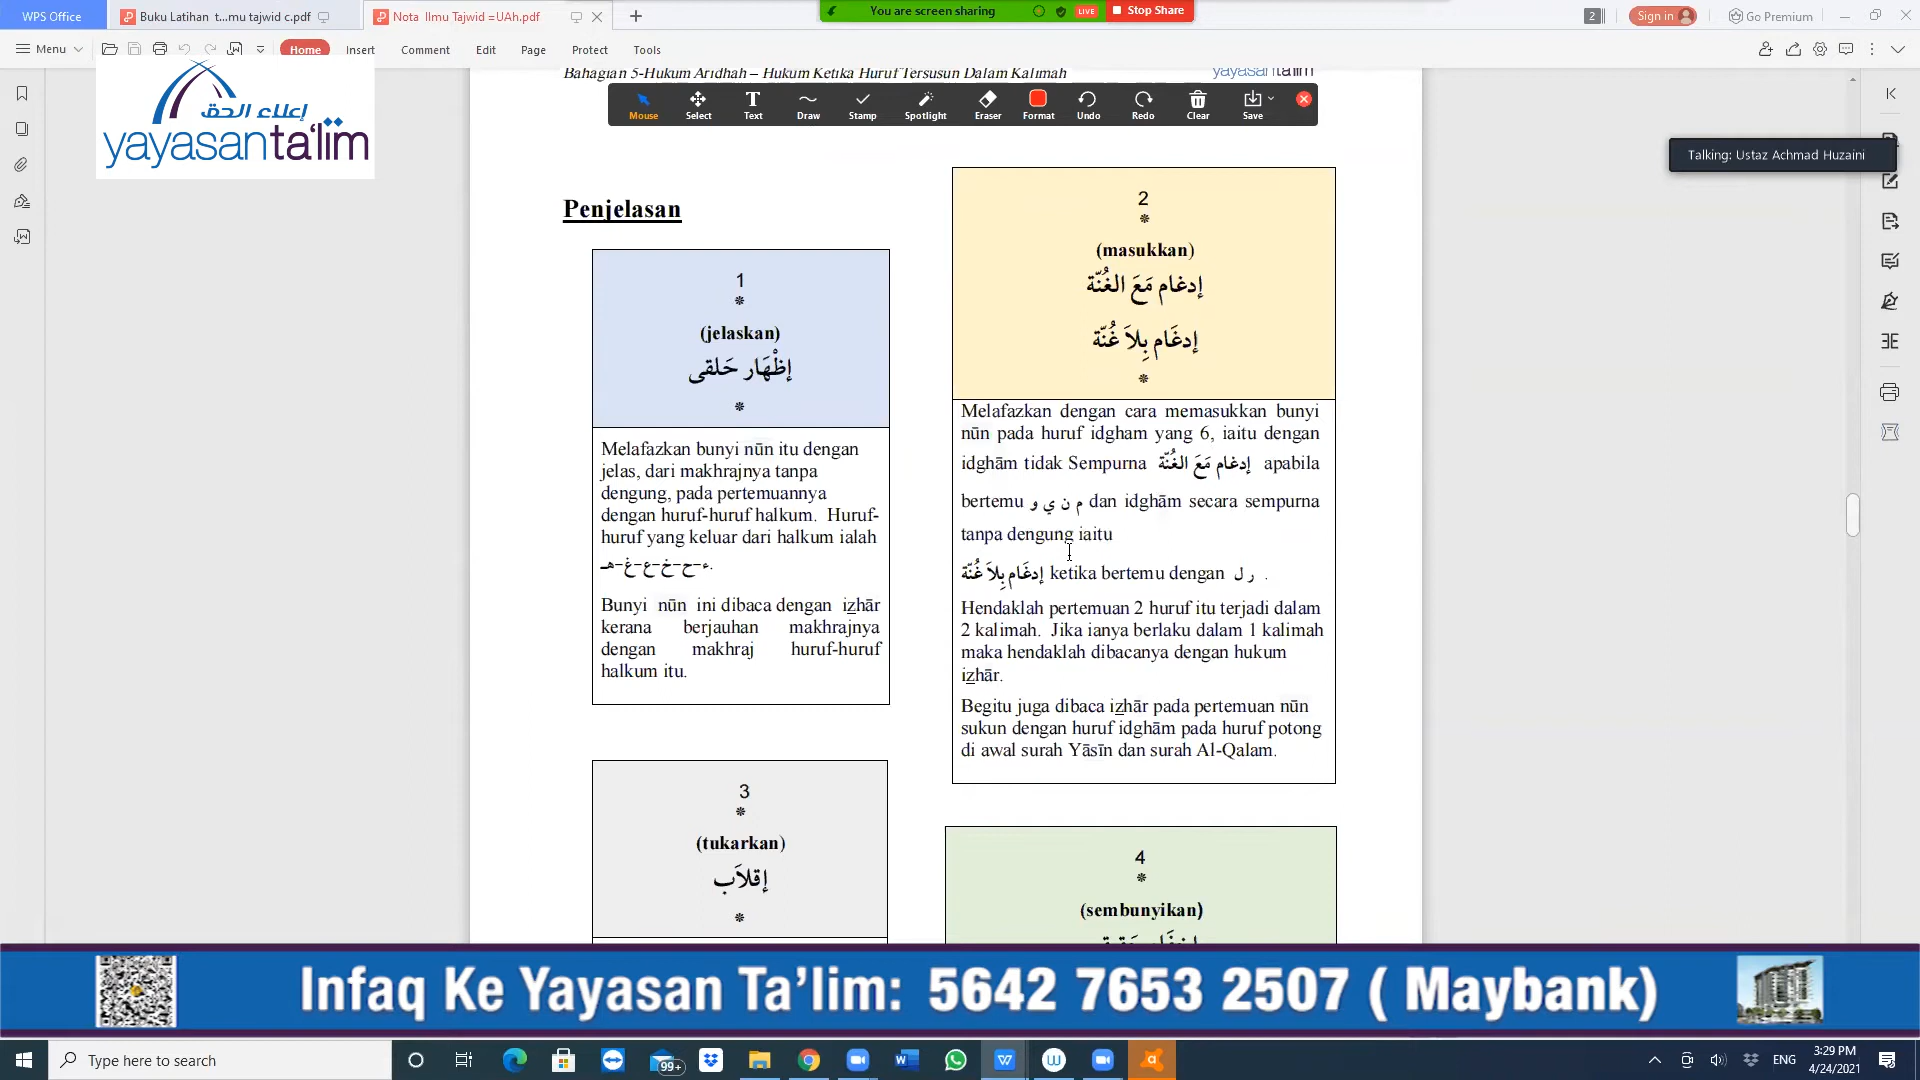 WPS Office
Buku Latihan t...mu tajwid c.pdf
Nota Ilmu Tajwid =UAh.pdf
You are screen sharing
LIVE
Stop Share
2
Sign in
Go Premium
Menu
Home
Insert
Comment
Edit
Page
Protect
Tools
إعلاء الحق
yayasanta'lim
Bahagian 5-Hukum Aridhah – Hukum Ketika Huruf Tersusun Dalam Kalimah
yayasanta'lim
Mouse
Select
Text
Draw
Stamp
Spotlight
Eraser
Format
Undo
Redo
Clear
Save
Talking: Ustaz Achmad Huzaini
Penjelasan
1
(jelaskan)
إظْهَار حَلقى
Melafazkan bunyi nūn itu dengan
jelas, dari makhrajnya tanpa
dengung, pada pertemuannya
dengan huruf-huruf halkum. Huruf-
huruf yang keluar dari halkum ialah
ء-ح-خ-ع-غ-هـ.
Bunyi nūn ini dibaca dengan izhār
kerana berjauhan makhrajnya
dengan makhraj huruf-huruf
halkum itu.
2
(masukkan)
إدغام مَعَ الغُنّة
إدغَام بِلاَ غُنّة
Melafazkan dengan cara memasukkan bunyi
nūn pada huruf idgham yang 6, iaitu dengan
idghām tidak Sempurna إدغام مَعَ الغُنّة apabila
bertemu م ن ي و dan idghām secara sempurna
tanpa dengung iaitu
إدغَام بِلاَ غُنّة ketika bertemu dengan ر ل .
Hendaklah pertemuan 2 huruf itu terjadi dalam
2 kalimah. Jika ianya berlaku dalam 1 kalimah
maka hendaklah dibacanya dengan hukum
izhār.
Begitu juga dibaca izhār pada pertemuan nūn
sukun dengan huruf idghām pada huruf potong
di awal surah Yāsīn dan surah Al-Qalam.
3
(tukarkan)
إقلاَب
4
(sembunyikan)
Infaq Ke Yayasan Ta'lim: 5642 7653 2507 ( Maybank)
Type here to search
99+
ENG
3:29 PM
4/24/2021